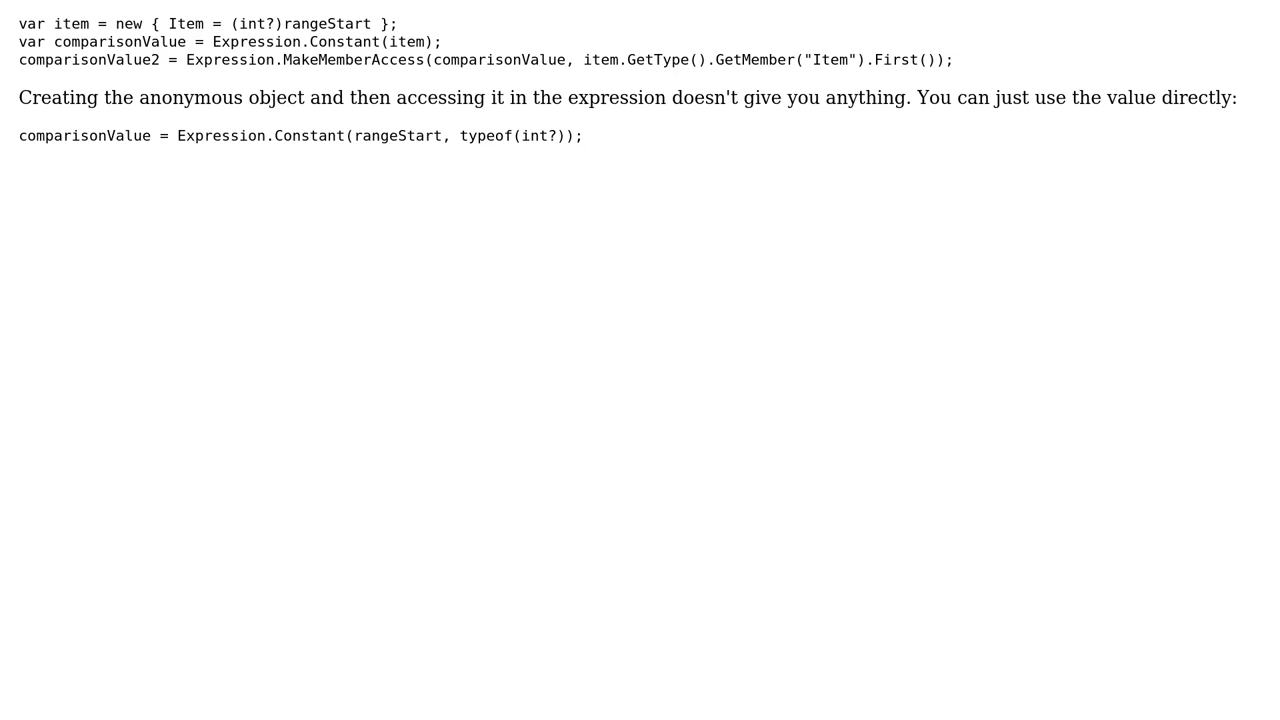 var item = new { Item = (int?)rangeStart };
var comparisonValue = Expression.Constant(item);
comparisonValue2 = Expression.MakeMemberAccess(comparisonValue, item.GetType().GetMember("Item").First());
Creating the anonymous object and then accessing it in the expression doesn't give you anything. You can just use the value directly:
comparisonValue = Expression.Constant(rangeStart, typeof(int?));